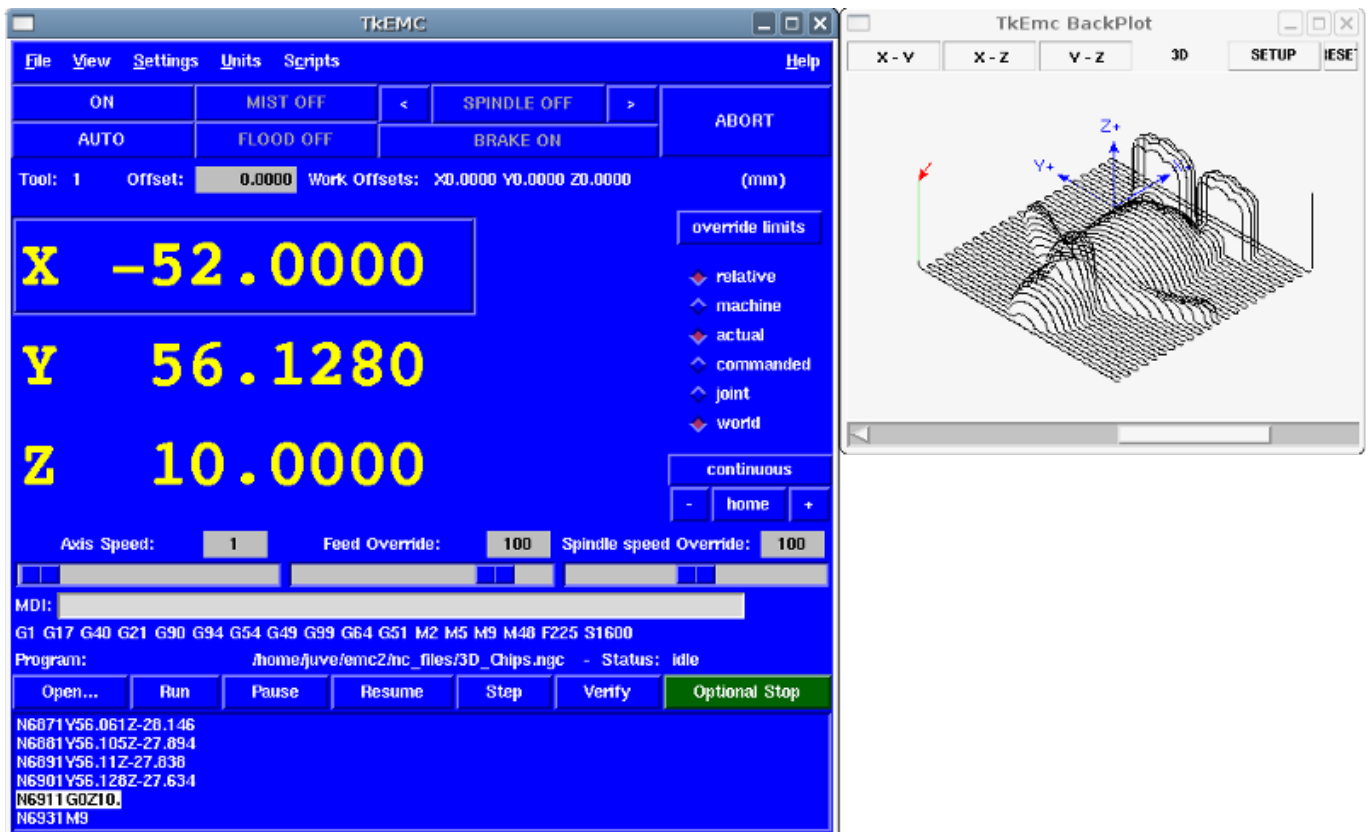 TkEMC
File View Settings Units Scripts Help
ON MIST OFF < SPINDLE OFF > ABORT
AUTO FLOOD OFF BRAKE ON
Tool: 1 Offset: 0.0000 Work Offsets: X0.0000 Y0.0000 Z0.0000 (mm)
override limits
X -52.0000
relative
machine
Y 56.1280
actual
commanded
joint
world
Z 10.0000
continuous
- home +
Axis Speed: 1 Feed Override: 100 Spindle speed Override: 100
MDI:
G1 G17 G40 G21 G90 G94 G54 G49 G99 G64 G51 M2 M5 M9 M48 F225 S1600
Program: /home/juve/emc2/nc_files/3D_Chips.ngc - Status: idle
Open... Run Pause Resume Step Verify Optional Stop
N6871Y56.061Z-28.146
N6881Y56.105Z-27.894
N6891Y56.11Z-27.838
N6901Y56.128Z-27.634
N6911G0Z10.
N6931M9
TkEmc BackPlot
X - Y X - Z Y - Z 3D SETUP RESET
Z+
Y+ X+